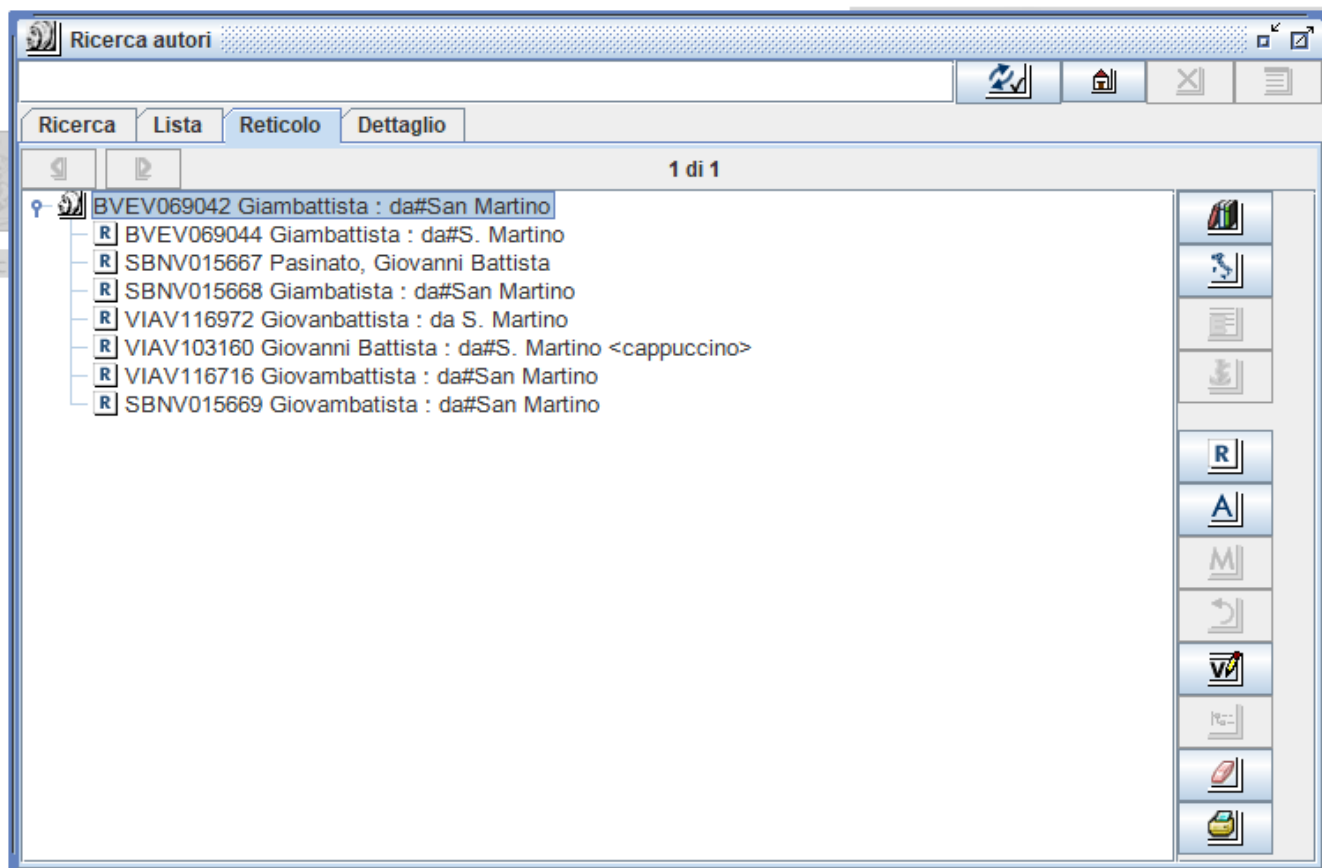 Ricerca autori
Ricerca Lista Reticolo Dettaglio
1 di 1
BVEV069042 Giambattista : da#San Martino
R BVEV069044 Giambattista : da#S. Martino
R SBNV015667 Pasinato, Giovanni Battista
R SBNV015668 Giambatista : da#San Martino
R VIAV116972 Giovanbattista : da S. Martino
R VIAV103160 Giovanni Battista : da#S. Martino <cappuccino>
R VIAV116716 Giovambattista : da#San Martino
R SBNV015669 Giovambatista : da#San Martino
R
A
M
V